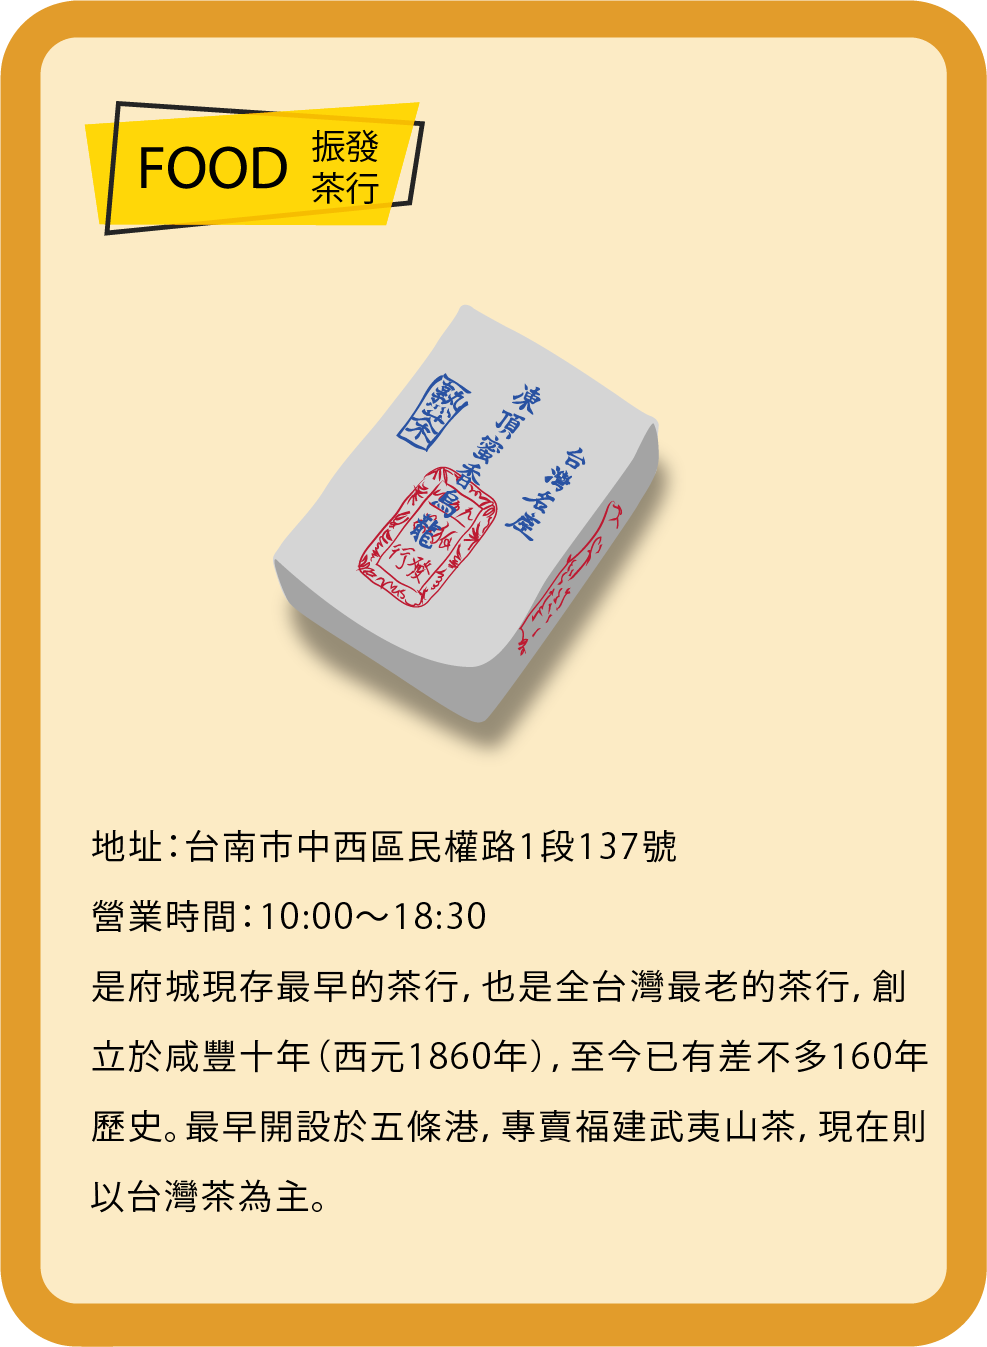 FOOD
振發
茶行
熟茶
凍頂蜜香烏龍
台灣名產
發
行
地址：台南市中西區民權路1段137號
營業時間：10:00～18:30
是府城現存最早的茶行，也是全台灣最老的茶行，創
立於咸豐十年（西元1860年），至今已有差不多160年
歷史。最早開設於五條港，專賣福建武夷山茶，現在則
以台灣茶為主。